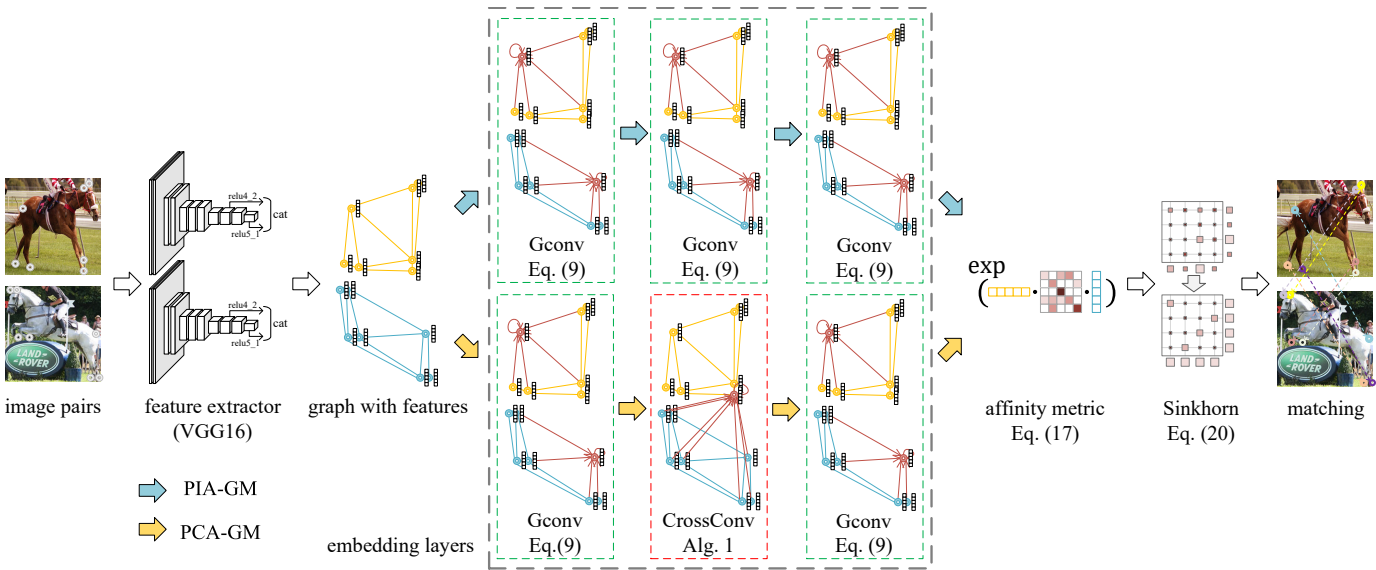 image pairs
LAND-
-ROVER
feature extractor
(VGG16)
relu4_2
relu5_1
cat
relu4_2
relu5_1
cat
graph with features
PIA-GM
PCA-GM
embedding layers
Gconv
Eq. (9)
Gconv
Eq. (9)
Gconv
Eq. (9)
Gconv
Eq.(9)
CrossConv
Alg. 1
Gconv
Eq. (9)
exp
( · · )
affinity metric
Eq. (17)
Sinkhorn
Eq. (20)
matching
LAND-
-ROVER